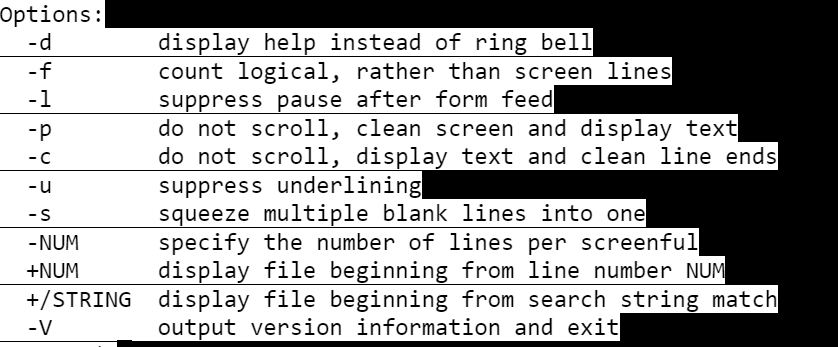 Options:
-d display help instead of ring bell
-f count logical, rather than screen lines
-l suppress pause after form feed
-p do not scroll, clean screen and display text
-c do not scroll, display text and clean line ends
-u suppress underlining
-s squeeze multiple blank lines into one
-NUM specify the number of lines per screenful
+NUM display file beginning from line number NUM
+/STRING display file beginning from search string match
-V output version information and exit